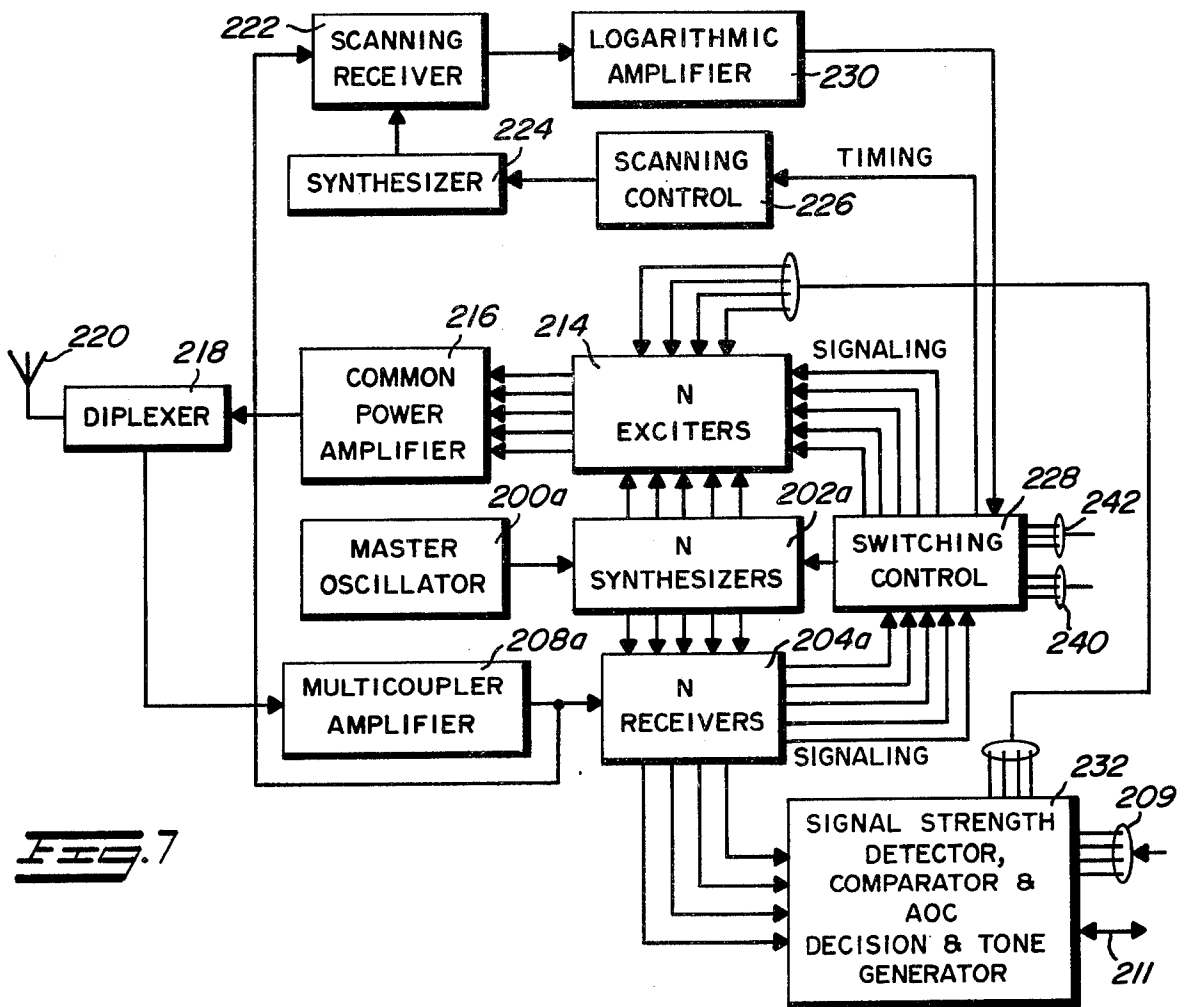 222
SCANNING
RECEIVER
LOGARITHMIC
AMPLIFIER
230
224
SYNTHESIZER
SCANNING
CONTROL
226
TIMING
220
218
DIPLEXER
216
COMMON
POWER
AMPLIFIER
214
N
EXCITERS
SIGNALING
200a
MASTER
OSCILLATOR
202a
N
SYNTHESIZERS
228
SWITCHING
CONTROL
242
240
208a
MULTICOUPLER
AMPLIFIER
204a
N
RECEIVERS
SIGNALING
232
SIGNAL STRENGTH
DETECTOR,
COMPARATOR &
AOC
DECISION & TONE
GENERATOR
209
211
Fig. 7